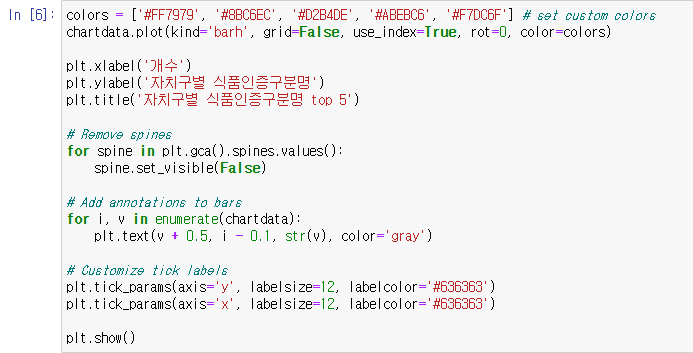 In [6]: colors = ['#FF7979', '#8BC6EC', '#D2B4DE', '#ABEBC6', '#F7DC6F'] # set custom colors
chartdata.plot(kind='barh', grid=False, use_index=True, rot=0, color=colors)
plt.xlabel('개수')
plt.ylabel('자치구별 식품인증구분명')
plt.title('자치구별 식품인증구분명 top 5')
# Remove spines
for spine in plt.gca().spines.values():
    spine.set_visible(False)
# Add annotations to bars
for i, v in enumerate(chartdata):
    plt.text(v + 0.5, i - 0.1, str(v), color='gray')
# Customize tick labels
plt.tick_params(axis='y', labelsize=12, labelcolor='#636363')
plt.tick_params(axis='x', labelsize=12, labelcolor='#636363')
plt.show()